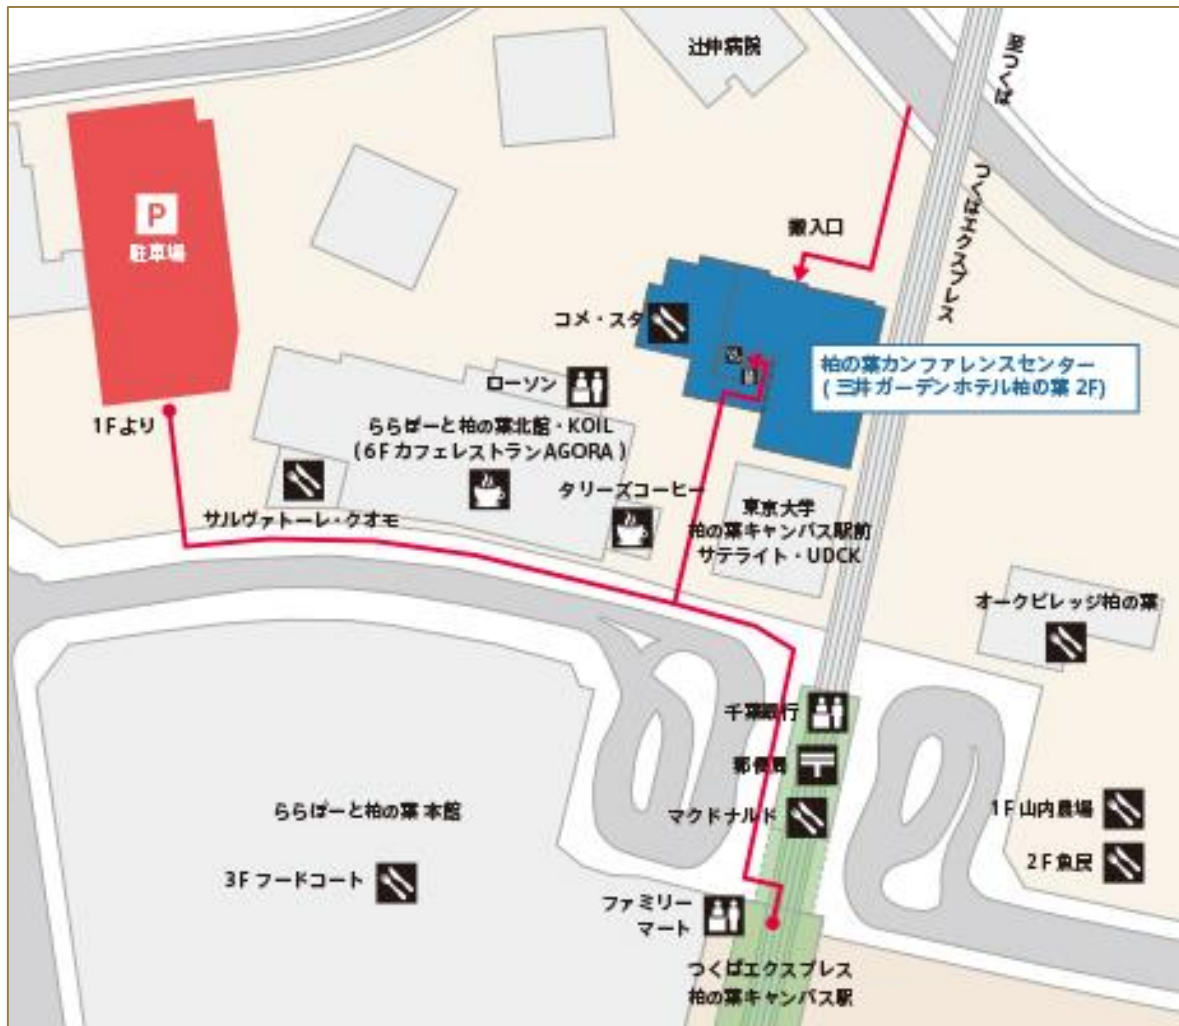 辻仲病院
至つくば
つくばエクスプレス
P
駐車場
搬入口
コメ・スタ
柏の葉カンファレンスセンター
(三井ガーデンホテル柏の葉 2F)
1Fより
ローソン
ららぽーと柏の葉北館・KOIL
(6F カフェレストランAGORA)
サルヴァトーレ・クオモ
タリーズコーヒー
東京大学
柏の葉キャンパス駅前
サテライト・UDCK
オークビレッジ柏の葉
千葉銀行
郵便局
マクドナルド
ららぽーと柏の葉 本館
3F フードコート
1F 山内農場
2F 魚民
ファミリー
マート
つくばエクスプレス
柏の葉キャンパス駅